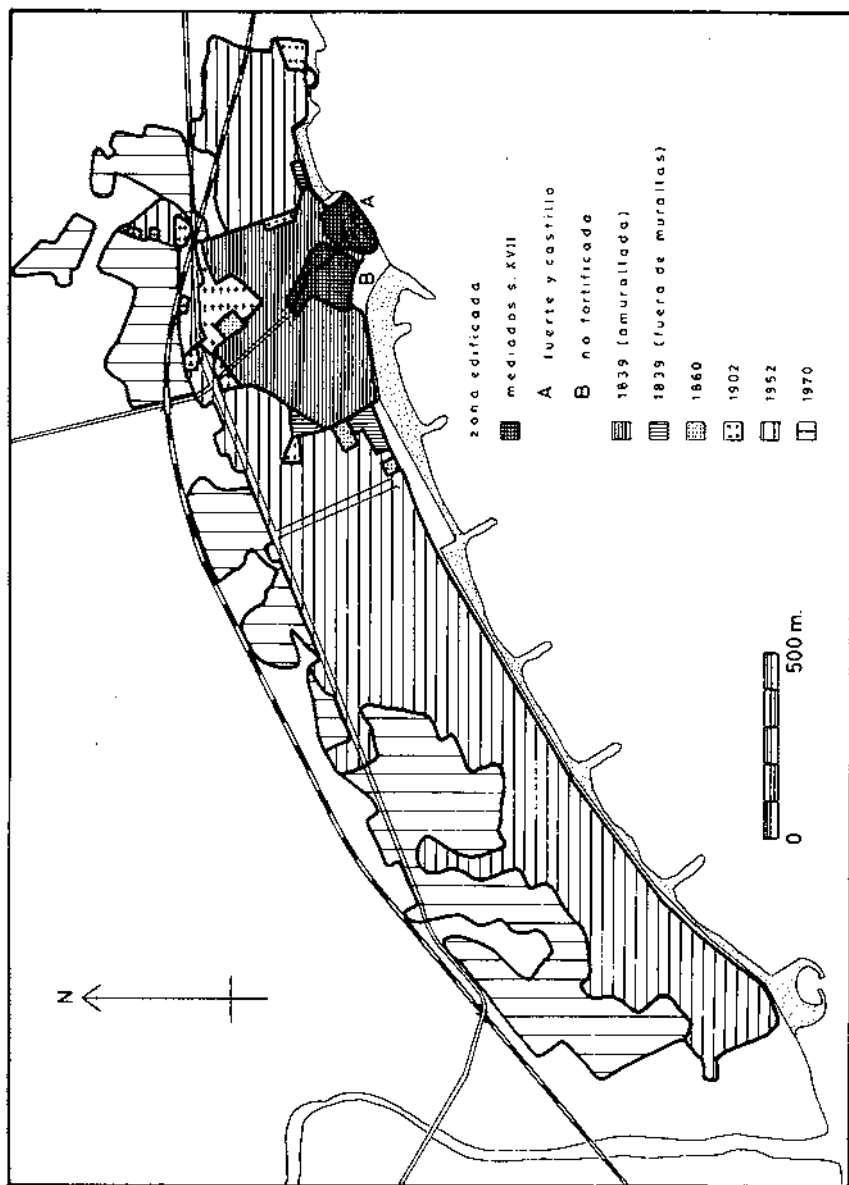 N
A
B
zona edificada
mediados s. XVII
A fuerte y castillo
B no fortificada
1839 (amurallada)
1839 (fuera de murallas)
1860
1902
1952
1970
0 500 m.